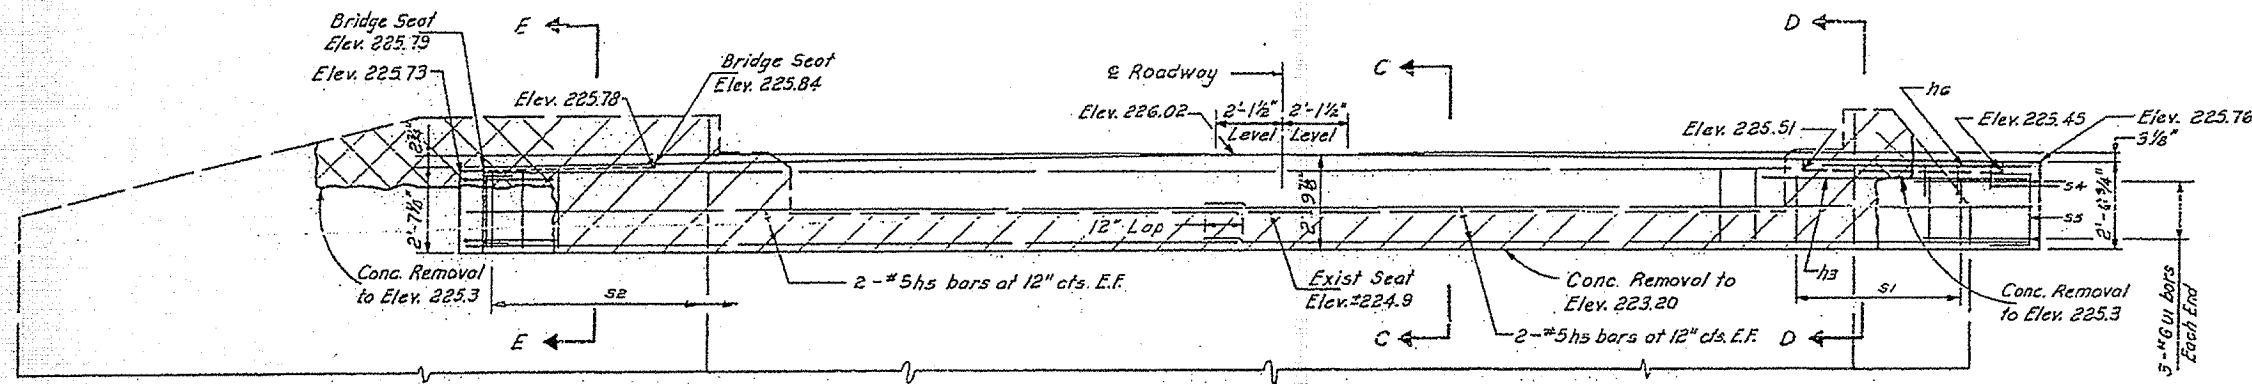 Bridge Seat
Elev. 225.79
Elev. 225.73
E
Elev. 225.78
Bridge Seat
Elev. 225.84
℄ Roadway
Elev. 226.02
2'-1½" 2'-1½"
Level Level
C
D
h6
Elev. 225.51
Elev. 225.45
Elev. 225.76
3⅛"
2'-7⅛"
12" Lap
2'-9⅞"
s4
s5
2'-6¾"
Conc. Removal
to Elev. 225.3
s2
2-#5hs bars at 12" cts. E.F.
Exist Seat
Elev.±224.9
Conc. Removal to
Elev. 223.20
h3
s1
Conc. Removal
to Elev. 225.3
E
C
2-#5hs bars at 12" cts. E.F.
D
3-#6 U1 bars
Each End